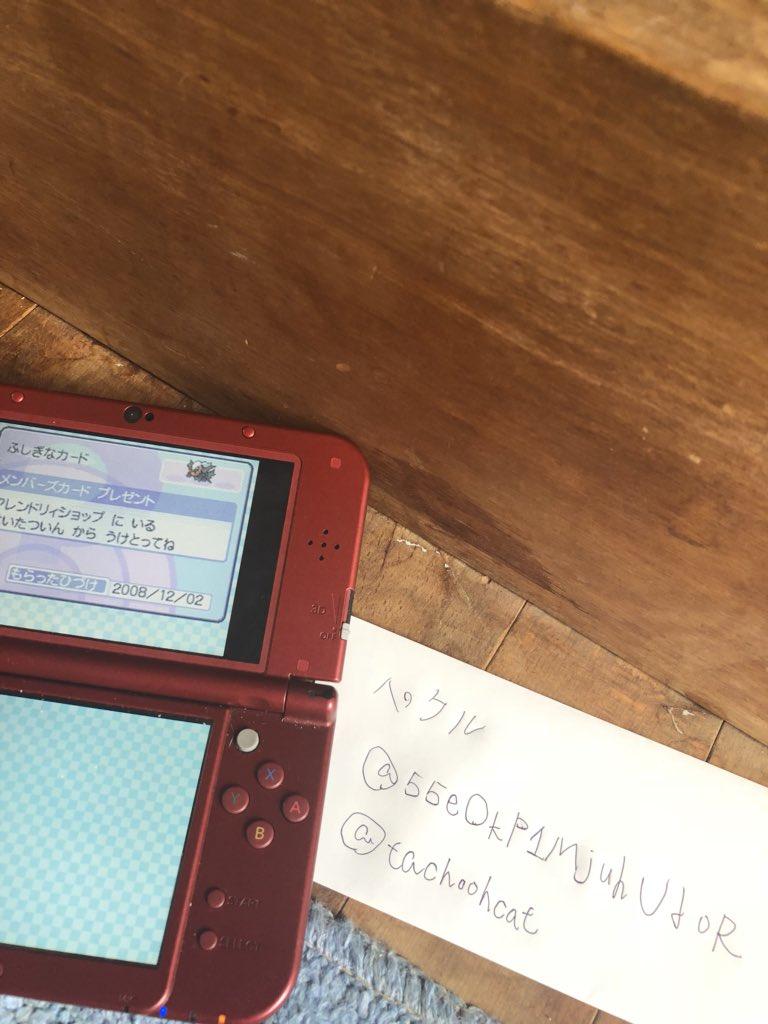 ふしぎなカード
メンバーズカード プレゼント
フレンドリィショップ に いる
はいたついん から うけとってね
もらったひづけ 2008/12/02
3D
OFF
X
Y
A
B
START
SELECT
ペッケル
@55eOkP1MjuhUdoR
@tachoohcat